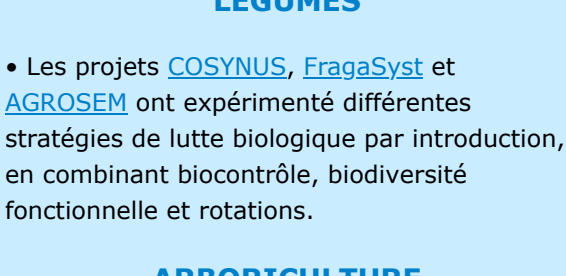 LÉGUMES
• Les projets COSYNUS, FragaSyst et
AGROSEM ont expérimenté différentes
stratégies de lutte biologique par introduction,
en combinant biocontrôle, biodiversité
fonctionnelle et rotations.
ARBORICULTURE